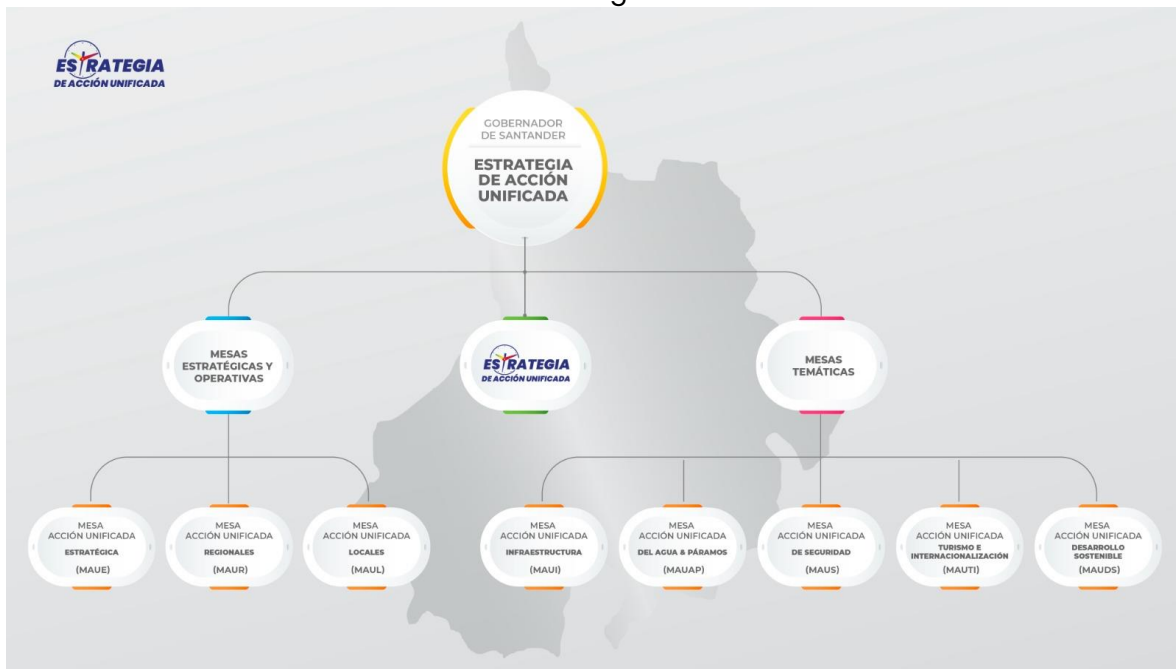 g
ESTRATEGIA
DE ACCIÓN UNIFICADA
GOBERNADOR
DE SANTANDER
ESTRATEGIA
DE ACCIÓN
UNIFICADA
MESAS
ESTRATÉGICAS Y
OPERATIVAS
ESTRATEGIA
DE ACCIÓN UNIFICADA
MESAS
TEMÁTICAS
MESA
ACCIÓN UNIFICADA
ESTRATÉGICA
(MAUE)
MESA
ACCIÓN UNIFICADA
REGIONALES
(MAUR)
MESA
ACCIÓN UNIFICADA
LOCALES
(MAUL)
MESA
ACCIÓN UNIFICADA
INFRAESTRUCTURA
(MAUI)
MESA
ACCIÓN UNIFICADA
DEL AGUA & PÁRAMOS
(MAUAP)
MESA
ACCIÓN UNIFICADA
DE SEGURIDAD
(MAUS)
MESA
ACCIÓN UNIFICADA
TURISMO E
INTERNACIONALIZACIÓN
(MAUTI)
MESA
ACCIÓN UNIFICADA
DESARROLLO
SOSTENIBLE
(MAUDS)